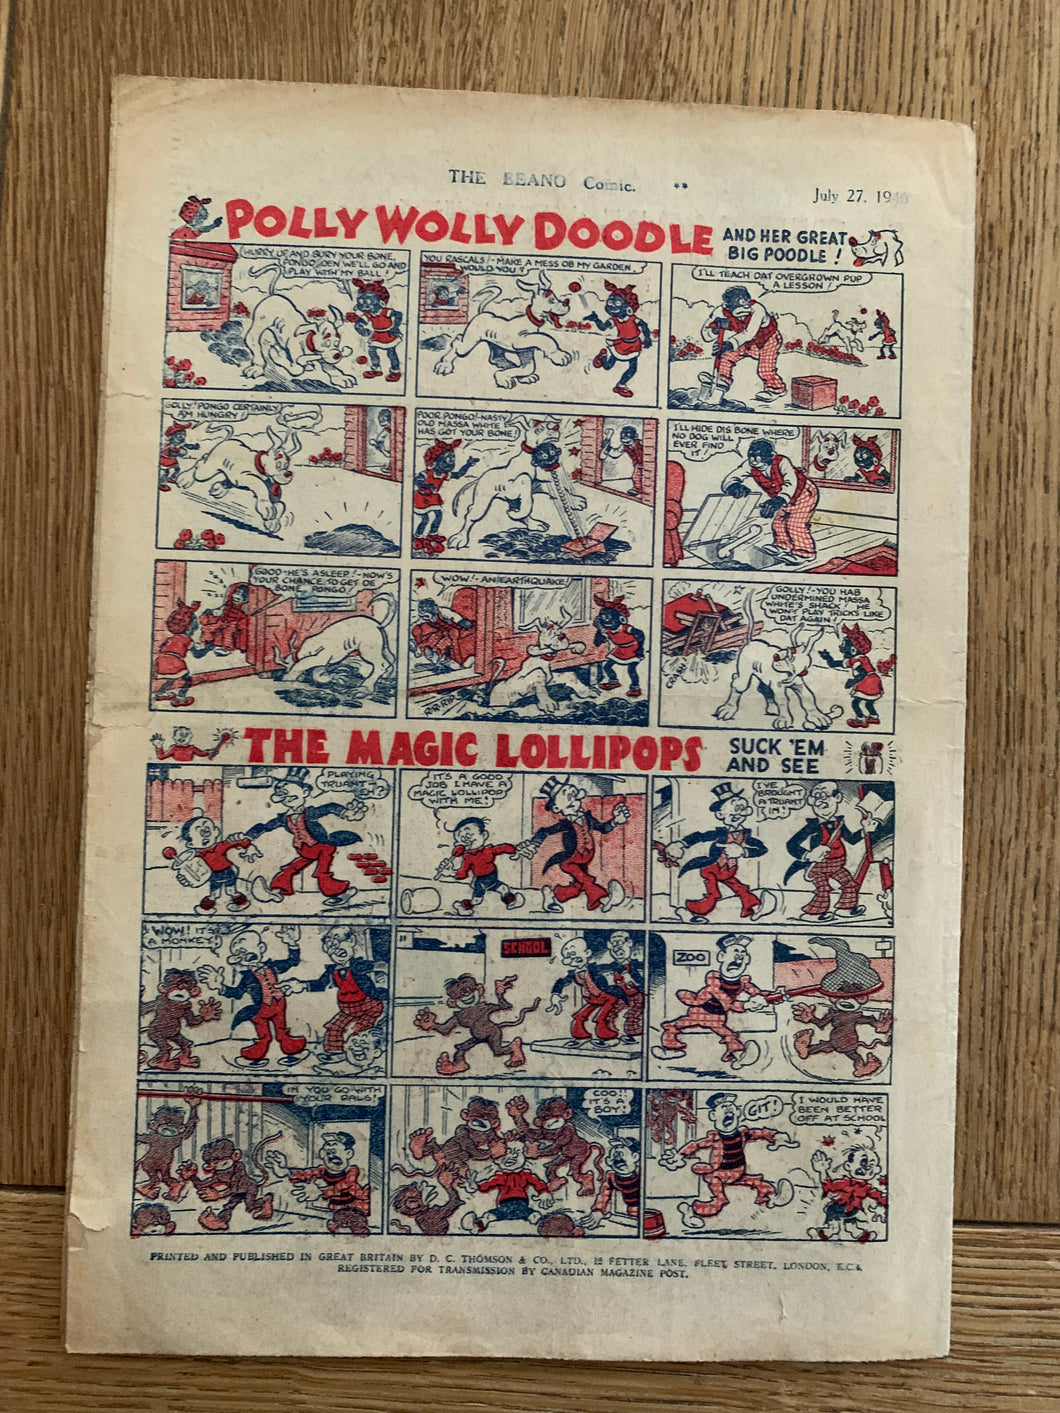 THE BEANO Comic.
**
July 27, 1946
POLLY WOLLY DOODLE
AND HER GREAT
BIG POODLE!
HURRY UP AND BURY YOUR BONE,
PONGO, DEN WE'LL GO AND
PLAY WITH MY BALL!
YOU RASCALS!-MAKE A MESS OB MY GARDEN,
WOULD YOU?
I'LL TEACH DAT OVERGROWN PUP
A LESSON!
GOLLY! PONGO CERTAINLY
AM HUNGRY!
POOR PONGO!-NASTY
OLD MASSA WHITE
HAS GOT YOUR BONE!
I'LL HIDE DIS BONE WHERE
NO DOG WILL
EVER FIND
IT!
GOOD-HE'S ASLEEP!-NOW'S
YOUR CHANCE TO GET DE
BONE, PONGO!
WOW!-AN EARTHQUAKE!
RR-RIP
GOLLY!-YOU HAB
UNDERMINED MASSA
WHITE'S SHACK! HE
WON'T PLAY TRICKS LIKE
DAT AGAIN!
CRASH!
THE MAGIC LOLLIPOPS
SUCK 'EM
AND SEE
PLAYING
TRUANT
EH?
IT'S A GOOD
JOB I HAVE A
MAGIC LOLLIPOP
WITH ME!
I'VE
BROUGHT
A TRUANT
IN!
WOW! IT'S
A MONKEY!
SCHOOL
ZOO
IN YOU GO WITH
YOUR PALS!
COO!!
IT'S A
BOY!
GIT!
I WOULD HAVE
BEEN BETTER
OFF AT SCHOOL
PRINTED AND PUBLISHED IN GREAT BRITAIN BY D. C. THOMSON & CO., LTD., 12 FETTER LANE, FLEET STREET, LONDON, E.C.4.
REGISTERED FOR TRANSMISSION BY CANADIAN MAGAZINE POST.